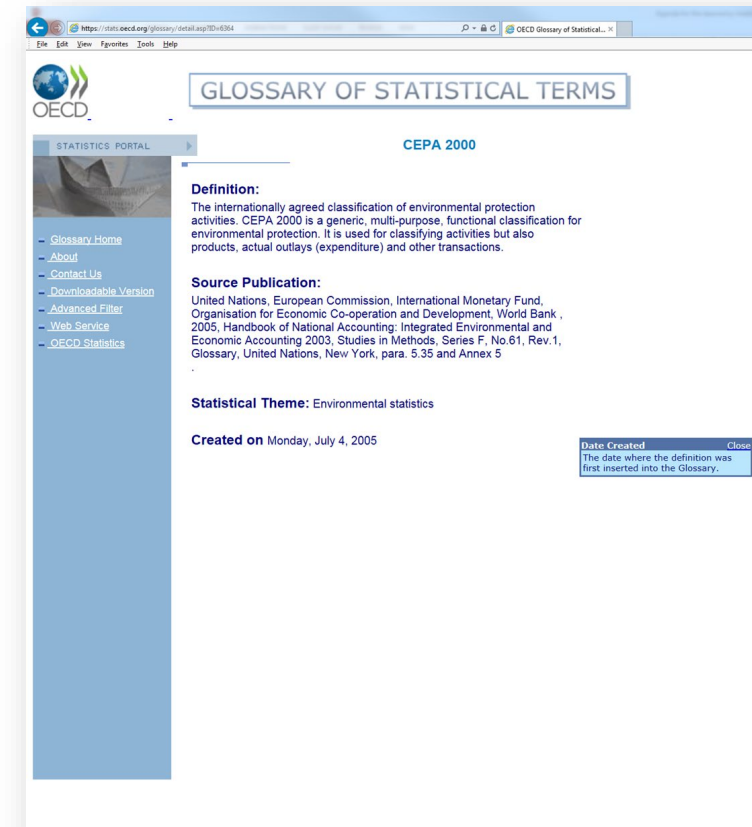 https://stats.oecd.org/glossary/detail.asp?ID=6364
OECD Glossary of Statistical... ×
File Edit View Favorites Tools Help
OECD
GLOSSARY OF STATISTICAL TERMS
STATISTICS PORTAL
CEPA 2000
Glossary Home
About
Contact Us
Downloadable Version
Advanced Filter
Web Service
OECD Statistics
Definition:
The internationally agreed classification of environmental protection
activities. CEPA 2000 is a generic, multi-purpose, functional classification for
environmental protection. It is used for classifying activities but also
products, actual outlays (expenditure) and other transactions.
Source Publication:
United Nations, European Commission, International Monetary Fund,
Organisation for Economic Co-operation and Development, World Bank ,
2005, Handbook of National Accounting: Integrated Environmental and
Economic Accounting 2003, Studies in Methods, Series F, No.61, Rev.1,
Glossary, United Nations, New York, para. 5.35 and Annex 5
.
Statistical Theme: Environmental statistics
Created on Monday, July 4, 2005
Date Created Close
The date where the definition was
first inserted into the Glossary.